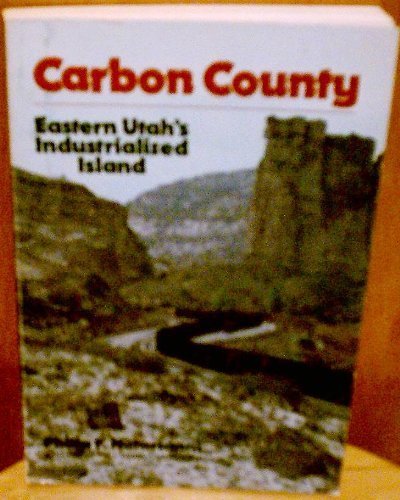 Carbon County
Eastern Utah's
Industrialized
Island